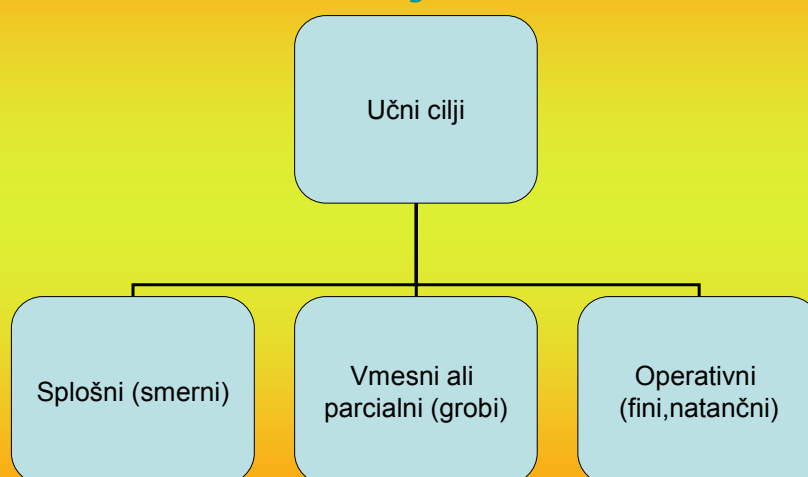 Učni cilji
Splošni (smerni)
Vmesni ali
parcialni (grobi)
Operativni
(fini,natančni)